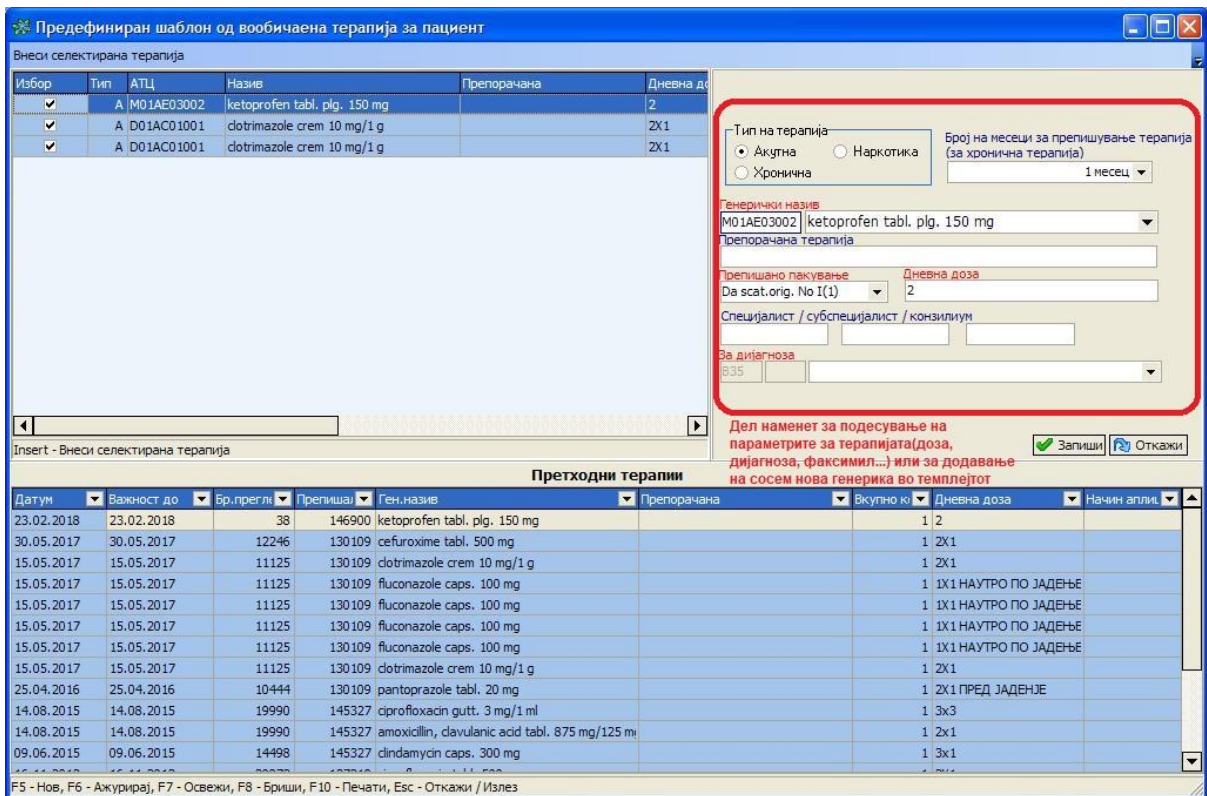 Предефиниран шаблон од вообичаена терапија за пациент
Внеси селектирана терапија
Избор Тип АТЦ Назив Препорачана Дневна до
А M01AE03002 ketoprofen tabl. plg. 150 mg 2
А D01AC01001 clotrimazole crem 10 mg/1 g 2X1
А D01AC01001 clotrimazole crem 10 mg/1 g 2X1
Insert - Внеси селектирана терапија
Тип на терапија
Акутна Наркотика
Хронична
Број на месеци за препишување терапија
(за хронична терапија)
1 месец
Генерички назив
M01AE03002 ketoprofen tabl. plg. 150 mg
Препорачана терапија
Препишано пакување Дневна доза
Da scat.orig. No I(1) 2
Специјалист / субспецијалист / конзилиум
За дијагноза
B35
Дел наменет за подесување на
параметрите за терапијата(доза,
дијагноза, факсимил...) или за додавање
на сосем нова генерика во темплејтот
Запиши Откажи
Претходни терапии
Датум Важност до Бр.прегле Препишал Ген.назив Препорачана Вкупно ко Дневна доза Начин аплиц
23.02.2018 23.02.2018 38 146900 ketoprofen tabl. plg. 150 mg 1 2
30.05.2017 30.05.2017 12246 130109 cefuroxime tabl. 500 mg 1 2X1
15.05.2017 15.05.2017 11125 130109 clotrimazole crem 10 mg/1 g 1 2X1
15.05.2017 15.05.2017 11125 130109 fluconazole caps. 100 mg 1 1X1 НАУТРО ПО ЈАДЕЊЕ
15.05.2017 15.05.2017 11125 130109 fluconazole caps. 100 mg 1 1X1 НАУТРО ПО ЈАДЕЊЕ
15.05.2017 15.05.2017 11125 130109 fluconazole caps. 100 mg 1 1X1 НАУТРО ПО ЈАДЕЊЕ
15.05.2017 15.05.2017 11125 130109 fluconazole caps. 100 mg 1 1X1 НАУТРО ПО ЈАДЕЊЕ
15.05.2017 15.05.2017 11125 130109 clotrimazole crem 10 mg/1 g 1 2X1
25.04.2016 25.04.2016 10444 130109 pantoprazole tabl. 20 mg 1 2X1 ПРЕД ЈАДЕЊЈЕ
14.08.2015 14.08.2015 19990 145327 ciprofloxacin gutt. 3 mg/1 ml 1 3x3
14.08.2015 14.08.2015 19990 145327 amoxicillin, clavulanic acid tabl. 875 mg/125 m 1 2x1
09.06.2015 09.06.2015 14498 145327 clindamycin caps. 300 mg 1 3x1
F5 - Нов, F6 - Ажурирај, F7 - Освежи, F8 - Бриши, F10 - Печати, Esc - Откажи / Излез